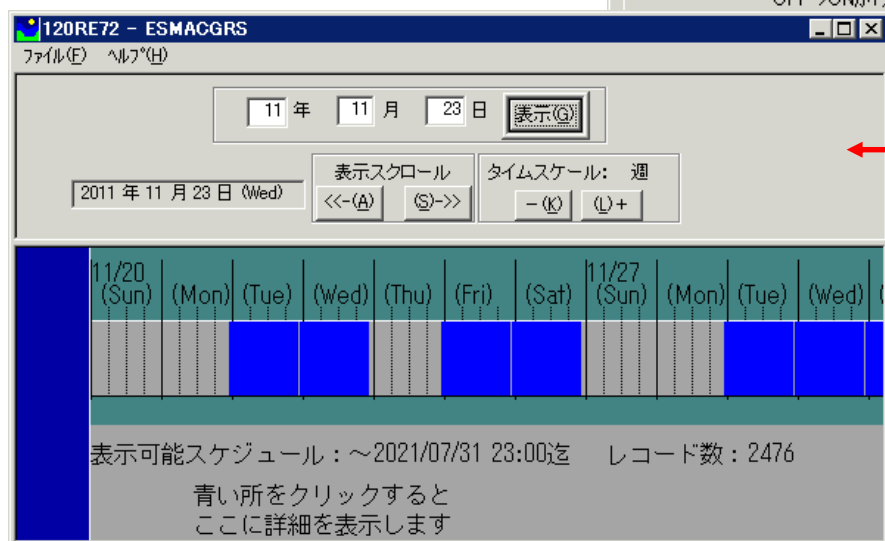 120RE72 - ESMACGRS
ファイル(F) ヘルプ(H)
11 年 11 月 23 日 表示(G)
表示スクロール タイムスケール: 週
2011 年 11 月 23 日 (Wed) <<-(A) (S)->> -(K) (L)+
11/20 11/27
(Sun) (Mon) (Tue) (Wed) (Thu) (Fri) (Sat) (Sun) (Mon) (Tue) (Wed)
表示可能スケジュール:～2021/07/31 23:00迄 レコード数:2476
青い所をクリックすると
ここに詳細を表示します